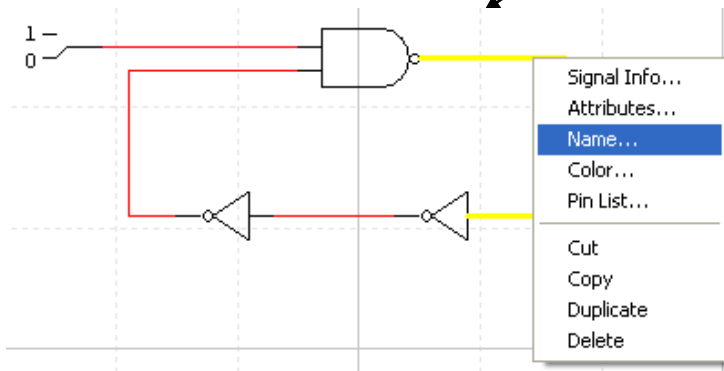 1
0
Signal Info...
Attributes...
Name...
Color...
Pin List...
Cut
Copy
Duplicate
Delete